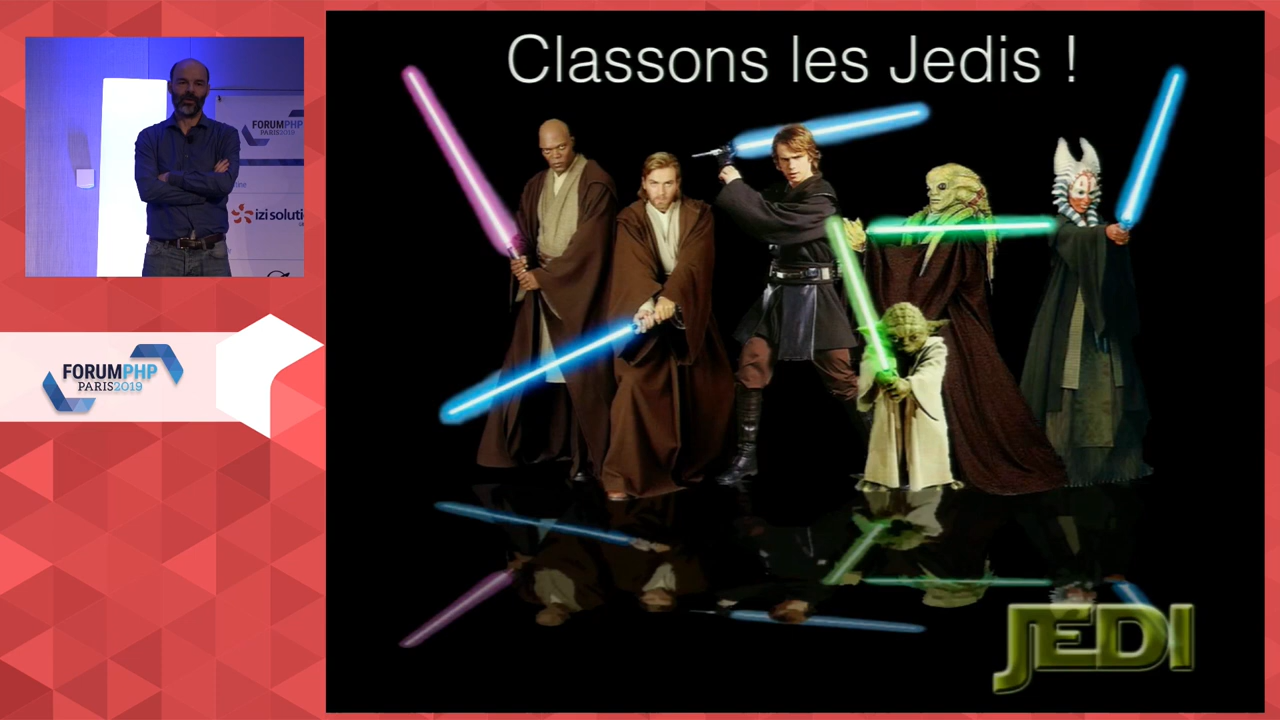 Classons les Jedis !
FORUMPHP
PARIS2019
izi soluti
FORUMPHP
PARIS2019
JEDI